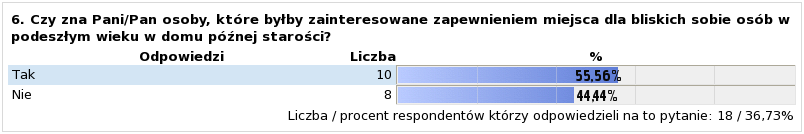 6. Czy zna Pani/Pan osoby, które byłby zainteresowane zapewnieniem miejsca dla bliskich sobie osób w
podeszłym wieku w domu późnej starości?
Odpowiedzi Liczba %
Tak 10 55,56%
Nie 8 44,44%
Liczba / procent respondentów którzy odpowiedzieli na to pytanie: 18 / 36,73%